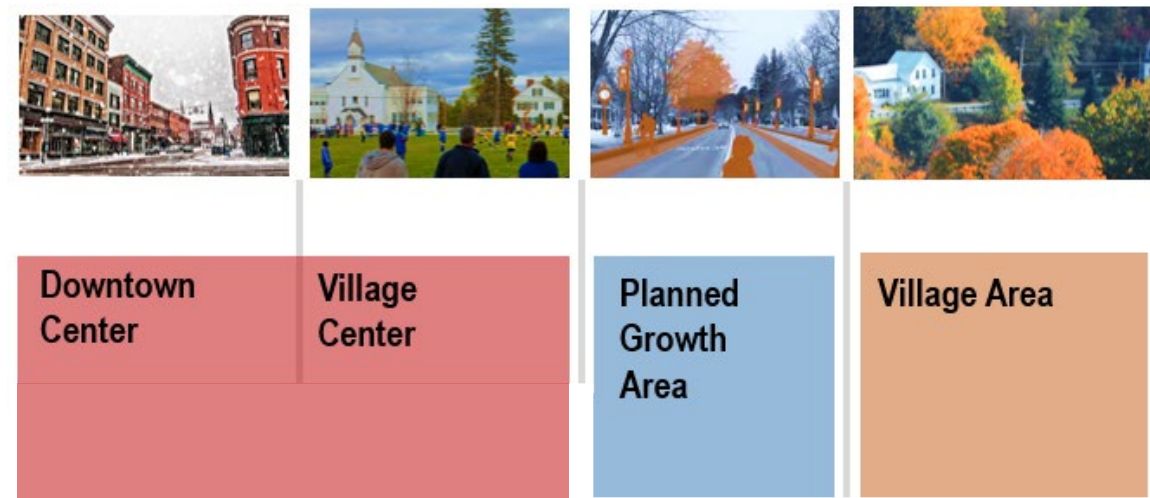 Downtown
Center
Village
Center
Planned
Growth
Area
Village Area